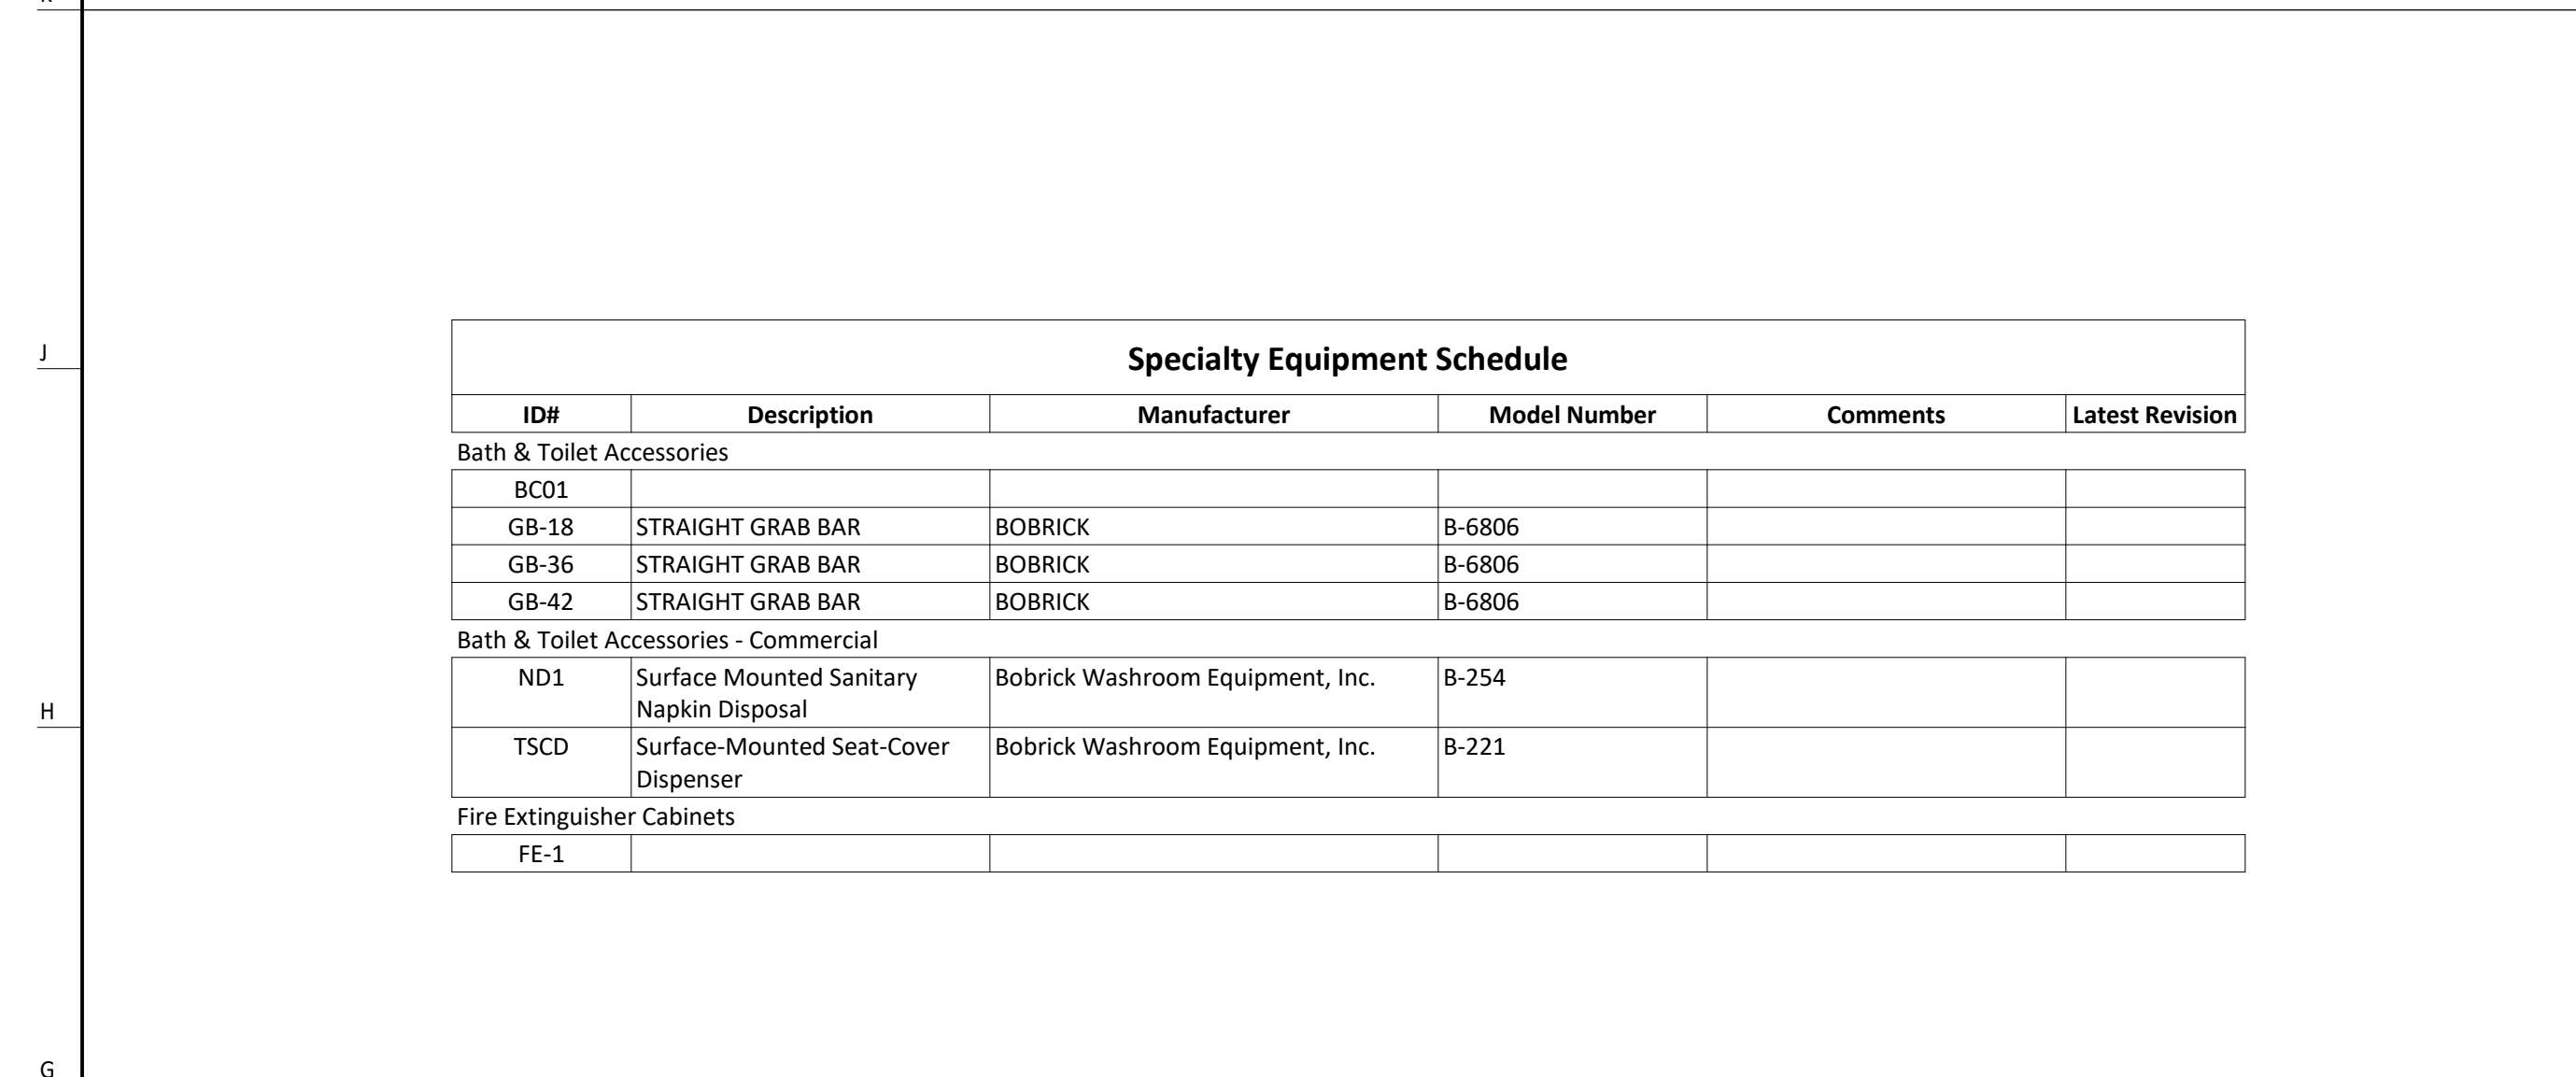 J
Specialty Equipment Schedule
ID# Description Manufacturer Model Number Comments Latest Revision
Bath & Toilet Accessories
BC01
GB-18 STRAIGHT GRAB BAR BOBRICK B-6806
GB-36 STRAIGHT GRAB BAR BOBRICK B-6806
GB-42 STRAIGHT GRAB BAR BOBRICK B-6806
Bath & Toilet Accessories - Commercial
ND1 Surface Mounted Sanitary Bobrick Washroom Equipment, Inc. B-254
Napkin Disposal
H
TSCD Surface-Mounted Seat-Cover Bobrick Washroom Equipment, Inc. B-221
Dispenser
Fire Extinguisher Cabinets
FE-1
G